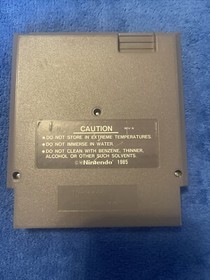 CAUTION
•DO NOT STORE IN EXTREME TEMPERATURES.
•DO NOT IMMERSE IN WATER.
•DO NOT CLEAN WITH BENZENE, THINNER,
ALCOHOL OR OTHER SUCH SOLVENTS.
Nintendo 1985